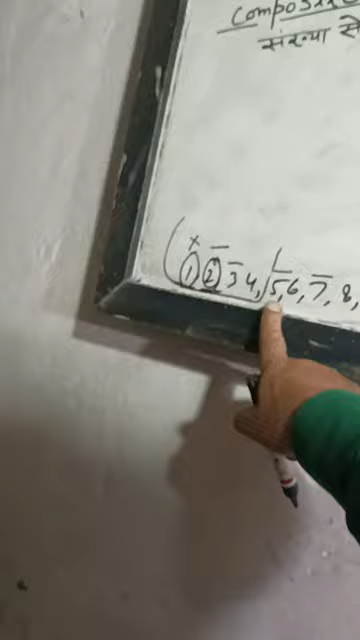 Composite
संख्या से
1 2 3 4, 5, 6, 7, 8,